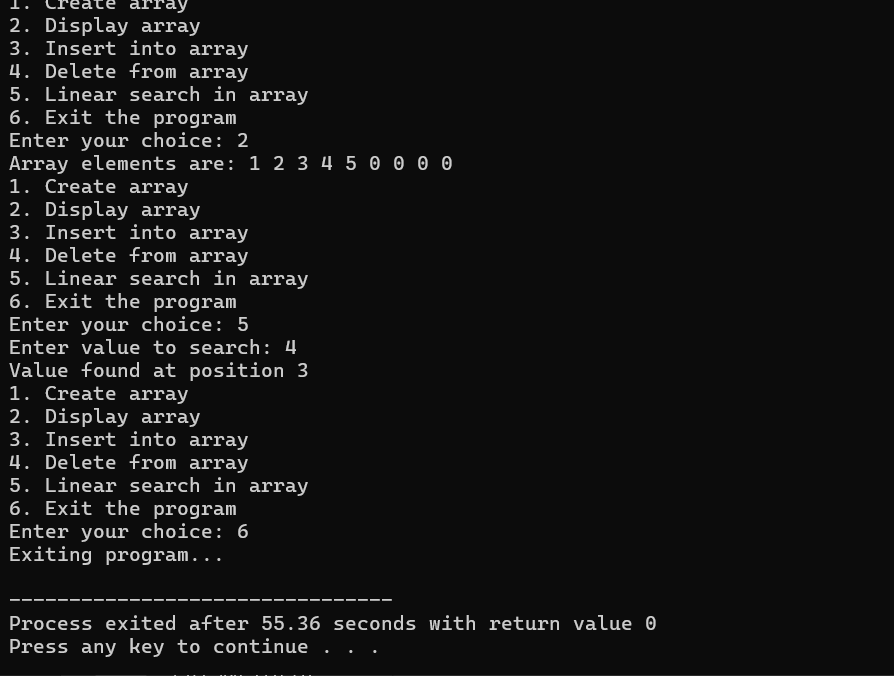 1. Create array
2. Display array
3. Insert into array
4. Delete from array
5. Linear search in array
6. Exit the program
Enter your choice: 2
Array elements are: 1 2 3 4 5 0 0 0 0
1. Create array
2. Display array
3. Insert into array
4. Delete from array
5. Linear search in array
6. Exit the program
Enter your choice: 5
Enter value to search: 4
Value found at position 3
1. Create array
2. Display array
3. Insert into array
4. Delete from array
5. Linear search in array
6. Exit the program
Enter your choice: 6
Exiting program...
--------------------------------
Process exited after 55.36 seconds with return value 0
Press any key to continue . . .